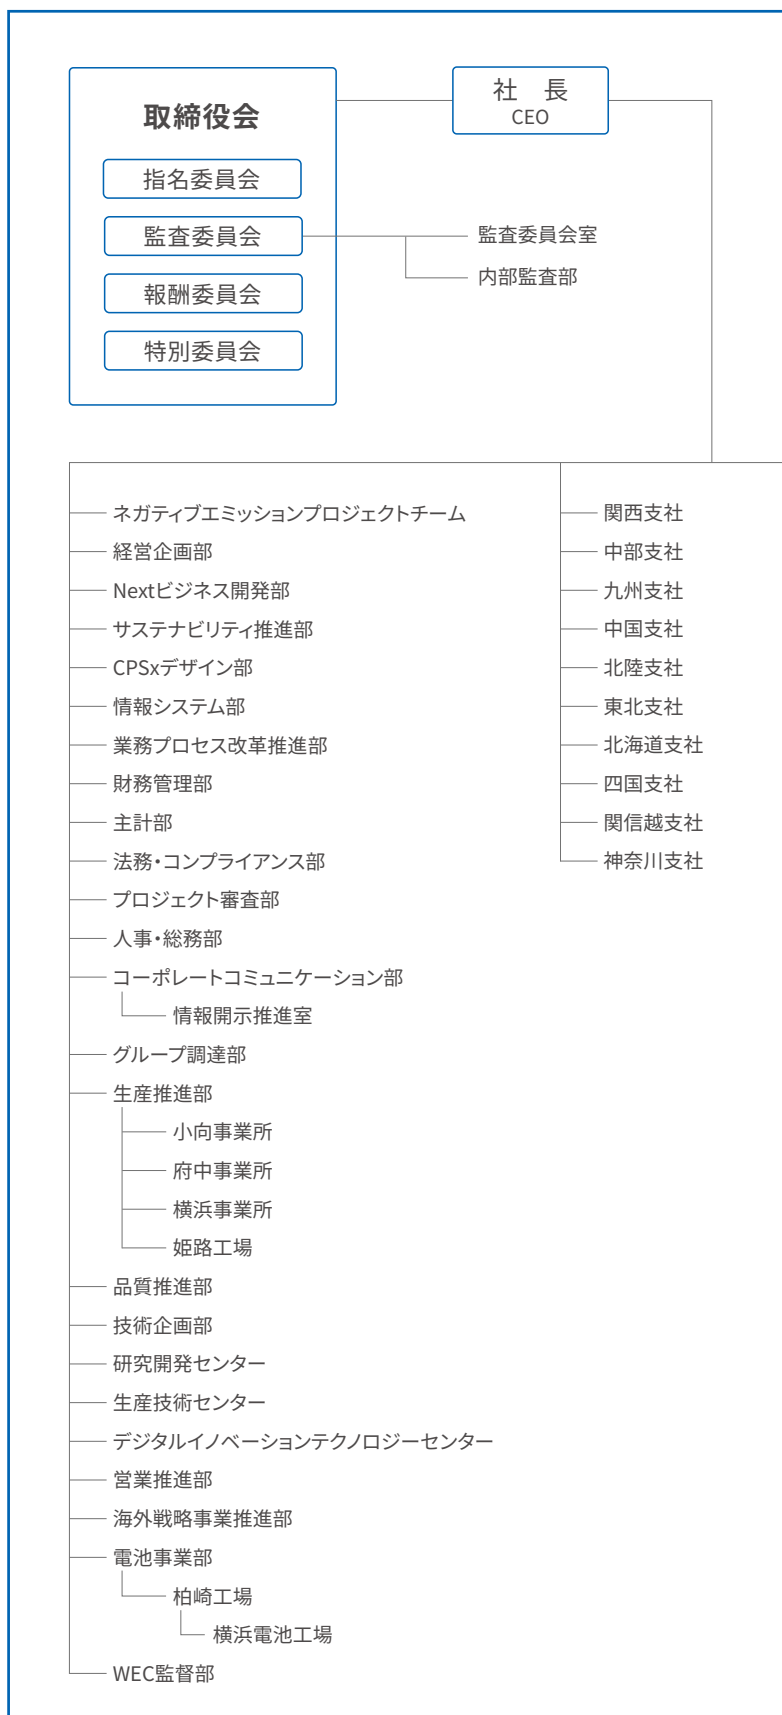 取締役会
指名委員会
監査委員会
報酬委員会
特別委員会
社　長
CEO
監査委員会室
内部監査部
ネガティブエミッションプロジェクトチーム
経営企画部
Nextビジネス開発部
サステナビリティ推進部
CPSxデザイン部
情報システム部
業務プロセス改革推進部
財務管理部
主計部
法務・コンプライアンス部
プロジェクト審査部
人事・総務部
コーポレートコミュニケーション部
情報開示推進室
グループ調達部
生産推進部
小向事業所
府中事業所
横浜事業所
姫路工場
品質推進部
技術企画部
研究開発センター
生産技術センター
デジタルイノベーションテクノロジーセンター
営業推進部
海外戦略事業推進部
電池事業部
柏崎工場
横浜電池工場
WEC監督部
関西支社
中部支社
九州支社
中国支社
北陸支社
東北支社
北海道支社
四国支社
関信越支社
神奈川支社